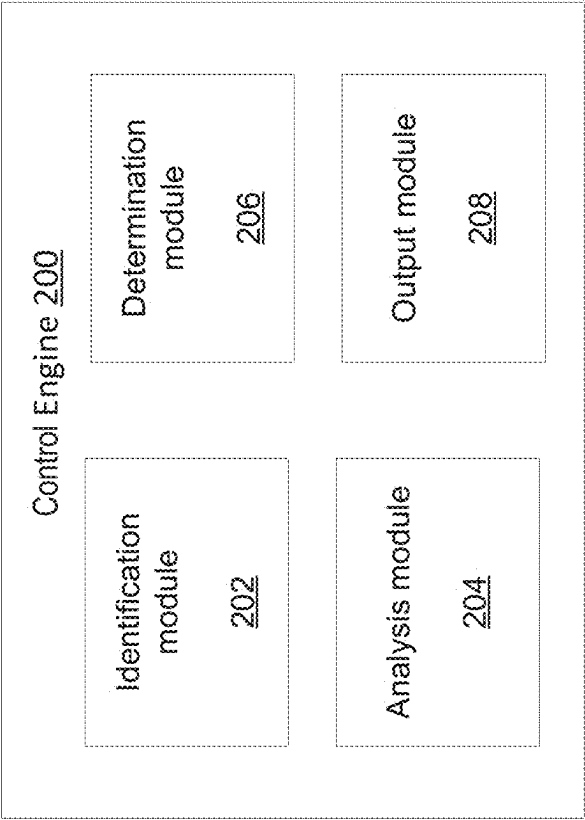 Control Engine 200
Identification
module
202
Determination
module
206
Analysis module
204
Output module
208